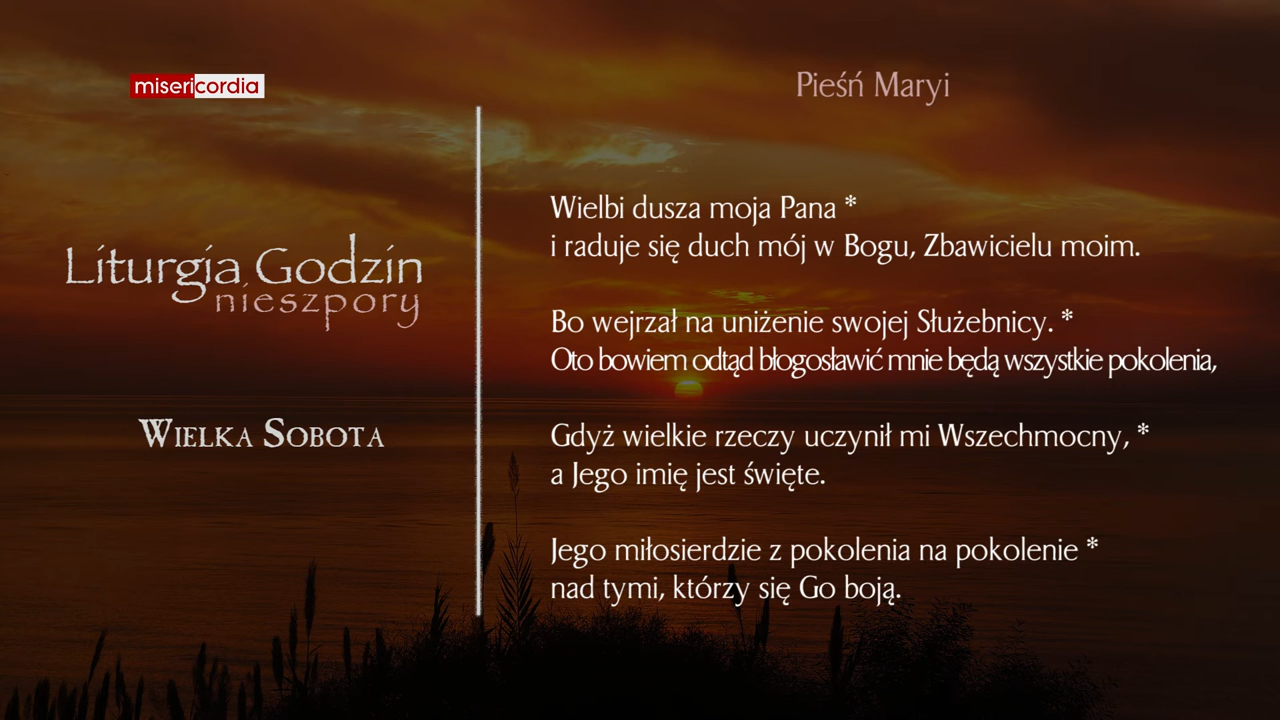 misericordia
Liturgia Godzin
nieszpory
Wielka Sobota
Pieśń Maryi
Wielbi dusza moja Pana *
i raduje się duch mój w Bogu, Zbawicielu moim.
Bo wejrzał na uniżenie swojej Służebnicy. *
Oto bowiem odtąd błogosławić mnie będą wszystkie pokolenia,
Gdyż wielkie rzeczy uczynił mi Wszechmocny, *
a Jego imię jest święte.
Jego miłosierdzie z pokolenia na pokolenie *
nad tymi, którzy się Go boją.